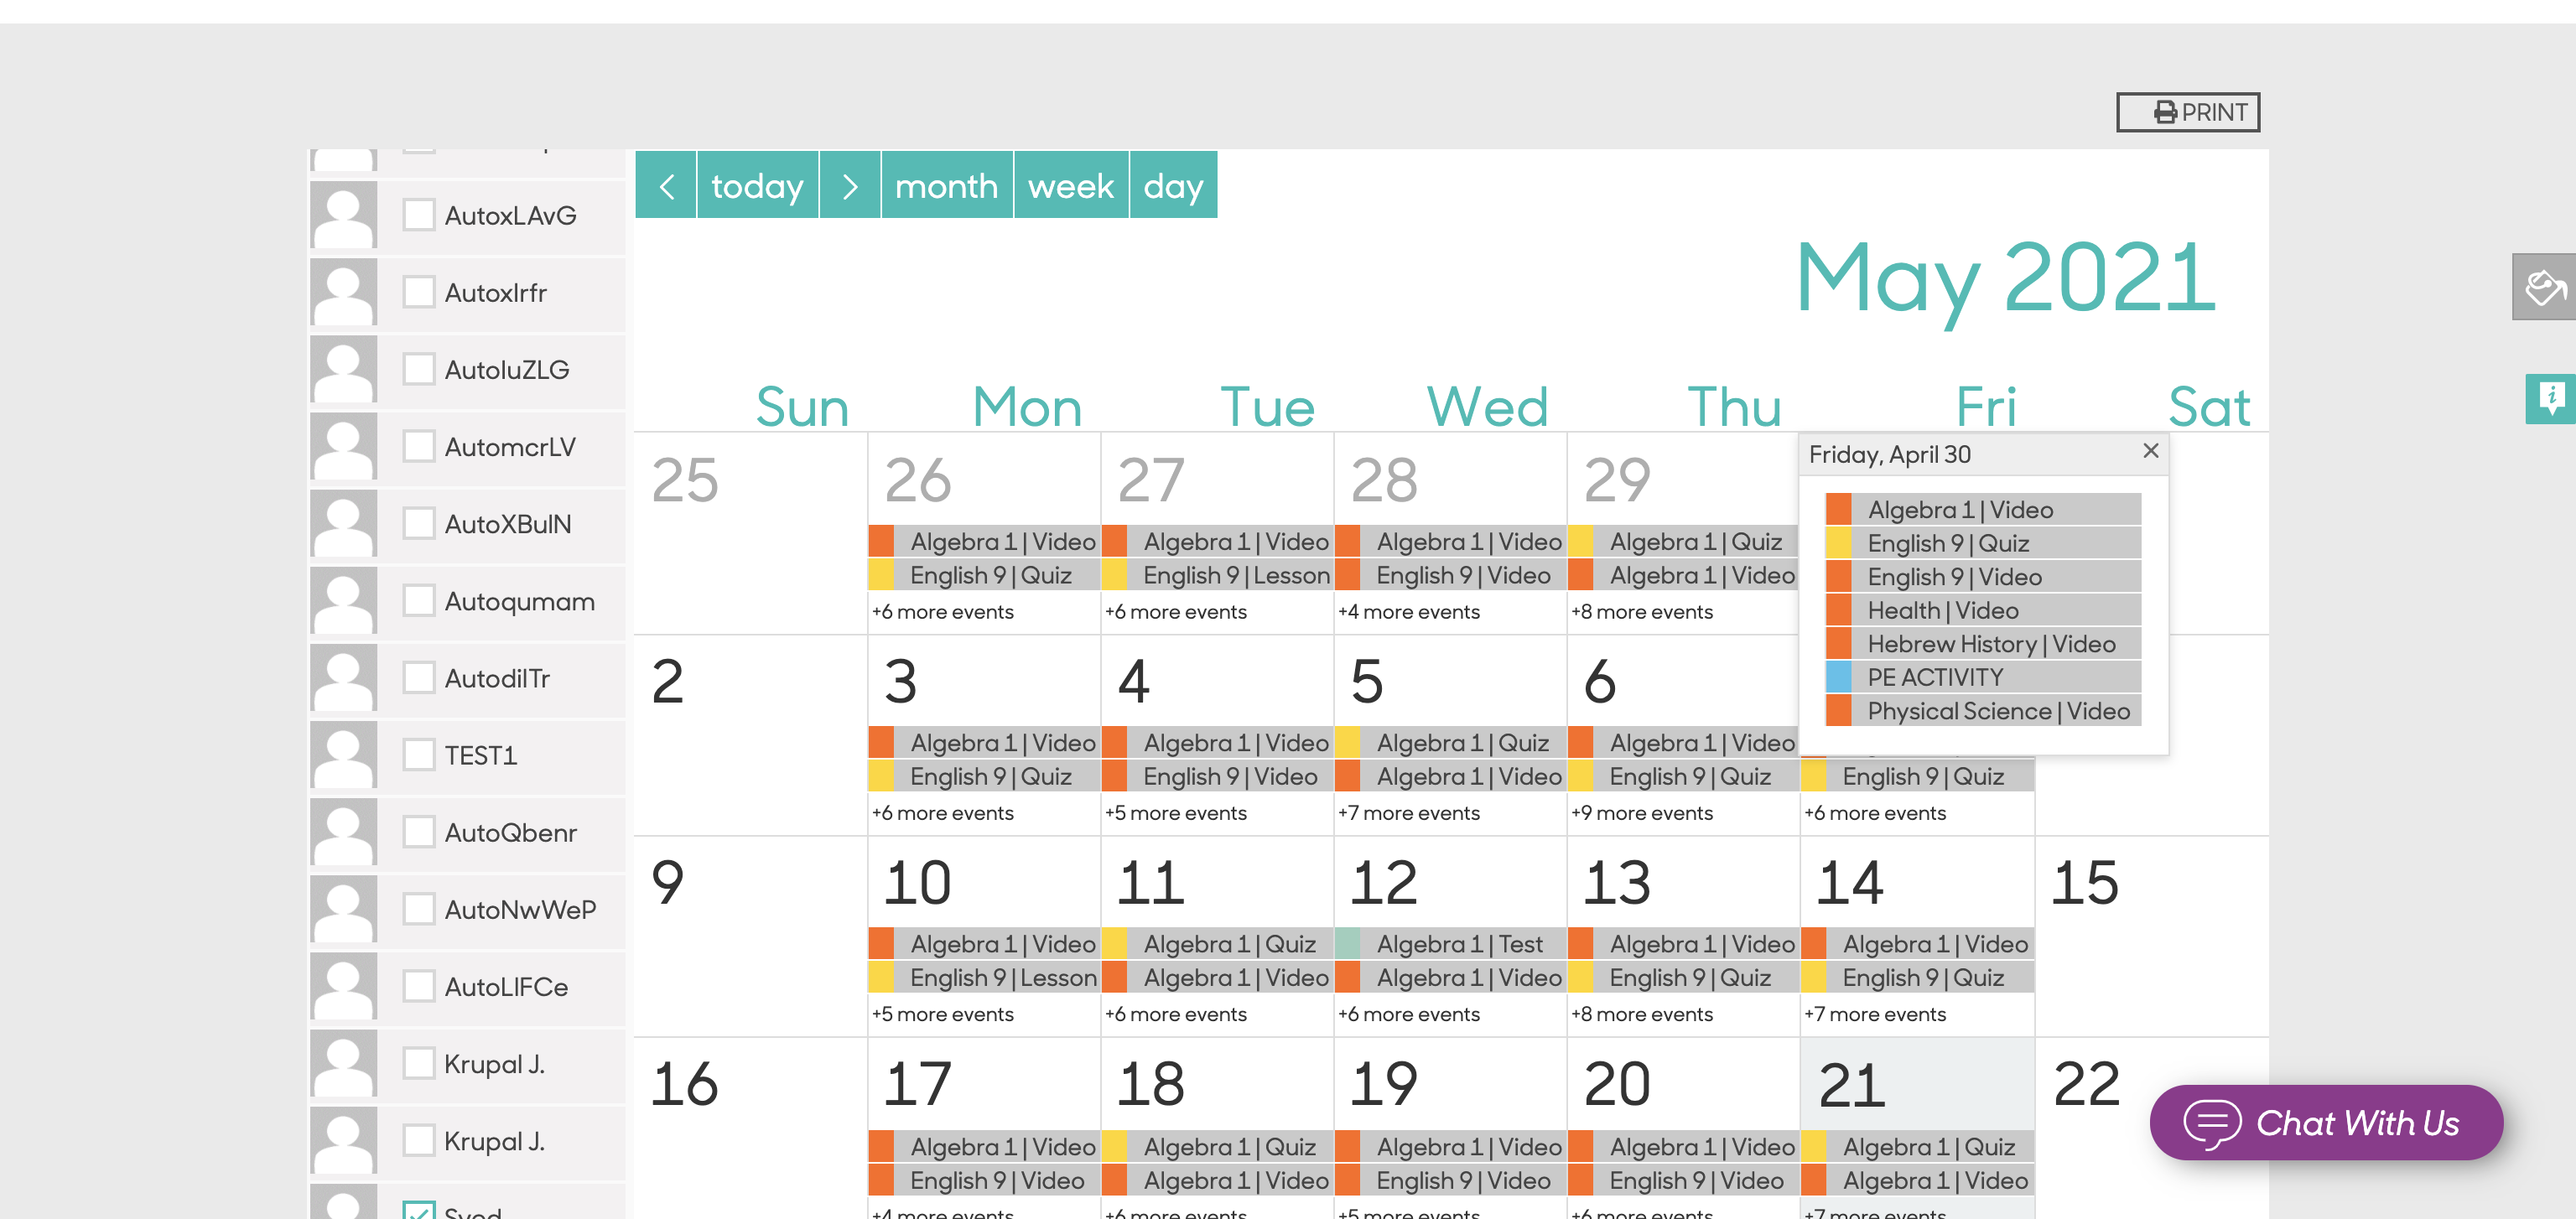 PRINT
AutoxLAvG
AutoxIrfr
AutoIuZLG
AutomcrLV
AutoXBuIN
Autoqumam
AutodiITr
TEST1
AutoQbenr
AutoNwWeP
AutoLIFCe
Krupal J.
Krupal J.
Syed
today month week day
May 2021
Sun Mon Tue Wed Thu Fri Sat
25 26 27 28 29
Algebra 1 | Video Algebra 1 | Video Algebra 1 | Video Algebra 1 | Quiz
English 9 | Quiz English 9 | Lesson English 9 | Video Algebra 1 | Video
+6 more events +6 more events +4 more events +8 more events
Friday, April 30 ×
Algebra 1 | Video
English 9 | Quiz
English 9 | Video
Health | Video
Hebrew History | Video
PE ACTIVITY
Physical Science | Video
2 3 4 5 6
Algebra 1 | Video Algebra 1 | Video Algebra 1 | Quiz Algebra 1 | Video
English 9 | Quiz English 9 | Video Algebra 1 | Video English 9 | Quiz English 9 | Quiz
+6 more events +5 more events +7 more events +9 more events +6 more events
9 10 11 12 13 14 15
Algebra 1 | Video Algebra 1 | Quiz Algebra 1 | Test Algebra 1 | Video Algebra 1 | Video
English 9 | Lesson Algebra 1 | Video Algebra 1 | Video English 9 | Quiz English 9 | Quiz
+5 more events +6 more events +6 more events +8 more events +7 more events
16 17 18 19 20 21 22
Algebra 1 | Video Algebra 1 | Quiz Algebra 1 | Video Algebra 1 | Video Algebra 1 | Quiz
English 9 | Video Algebra 1 | Video English 9 | Video English 9 | Video Algebra 1 | Video
+4 more events +6 more events +5 more events +6 more events +7 more events
Chat With Us